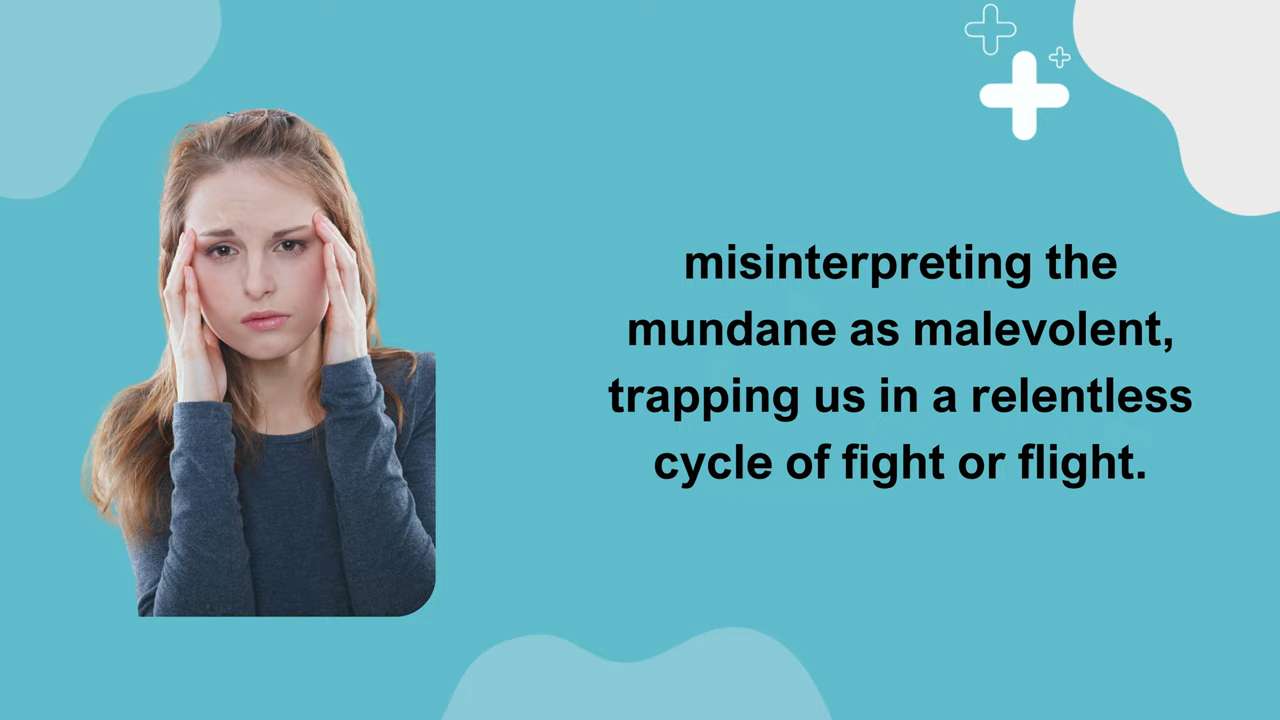 misinterpreting the
mundane as malevolent,
trapping us in a relentless
cycle of fight or flight.